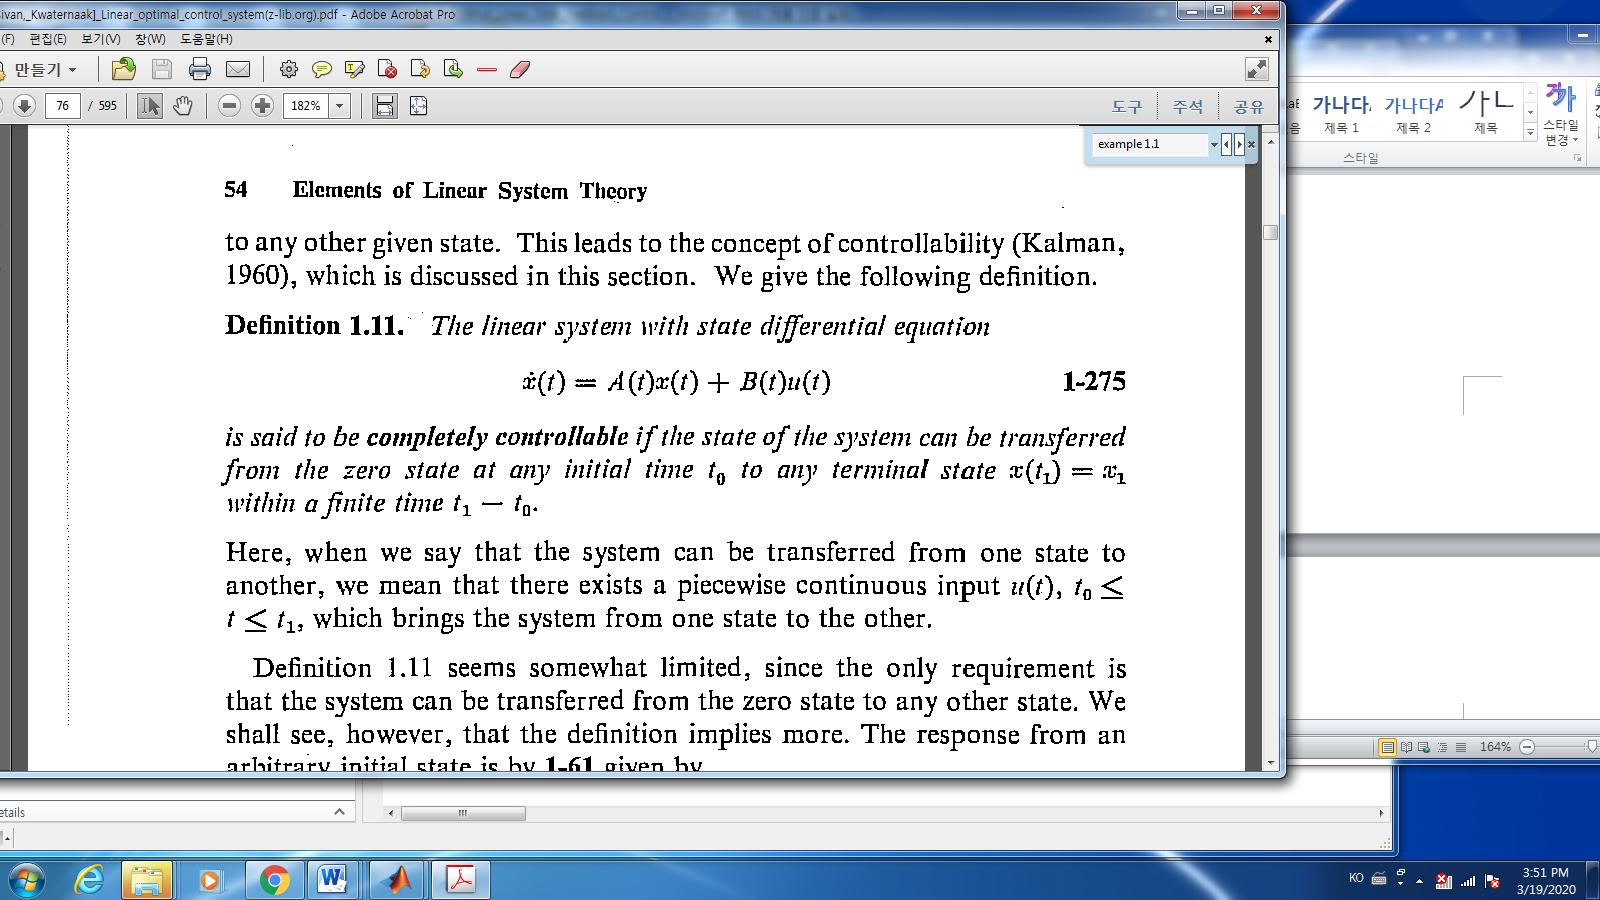 ivan,_Kwaternaak]_Linear_optimal_control_system(z-lib.org).pdf - Adobe Acrobat Pro
(F) 편집(E) 보기(V) 창(W) 도움말(H)
만들기
76 / 595 182% 도구 주석 공유
example 1.1
54 Elements of Linear System Theory
to any other given state. This leads to the concept of controllability (Kalman,
1960), which is discussed in this section. We give the following definition.
Definition 1.11. The linear system with state differential equation
ẋ(t) = A(t)x(t) + B(t)u(t) 1-275
is said to be completely controllable if the state of the system can be transferred
from the zero state at any initial time t₀ to any terminal state x(t₁) = x₁
within a finite time t₁ — t₀.
Here, when we say that the system can be transferred from one state to
another, we mean that there exists a piecewise continuous input u(t), t₀ ≤
t ≤ t₁, which brings the system from one state to the other.
Definition 1.11 seems somewhat limited, since the only requirement is
that the system can be transferred from the zero state to any other state. We
shall see, however, that the definition implies more. The response from an
arbitrary initial state is by 1-61 given by
가나다. 가나다A 사ㄴ 가
제목 1 제목 2 제목 스타일
변경
스타일
164%
etails
KO
3:51 PM
3/19/2020